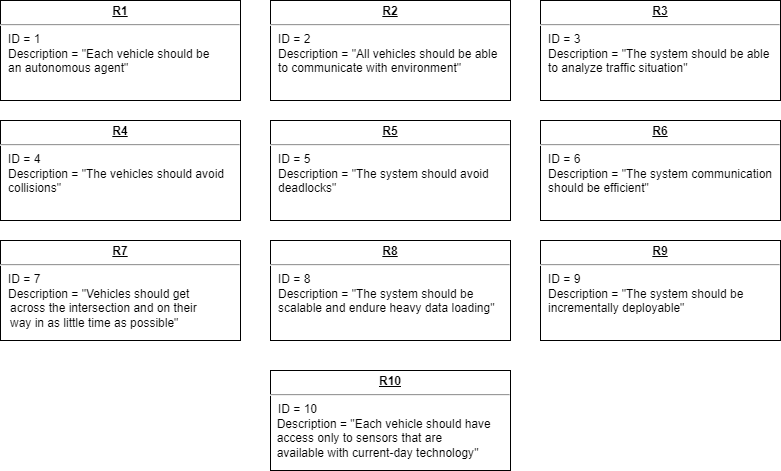 R1
ID = 1
Description = "Each vehicle should be
an autonomous agent"
R2
ID = 2
Description = "All vehicles should be able
to communicate with environment"
R3
ID = 3
Description = "The system should be able
to analyze traffic situation"
R4
ID = 4
Description = "The vehicles should avoid
collisions"
R5
ID = 5
Description = "The system should avoid
deadlocks"
R6
ID = 6
Description = "The system communication
should be efficient"
R7
ID = 7
Description = "Vehicles should get
across the intersection and on their
way in as little time as possible"
R8
ID = 8
Description = "The system should be
scalable and endure heavy data loading"
R9
ID = 9
Description = "The system should be
incrementally deployable"
R10
ID = 10
Description = "Each vehicle should have
access only to sensors that are
available with current-day technology"